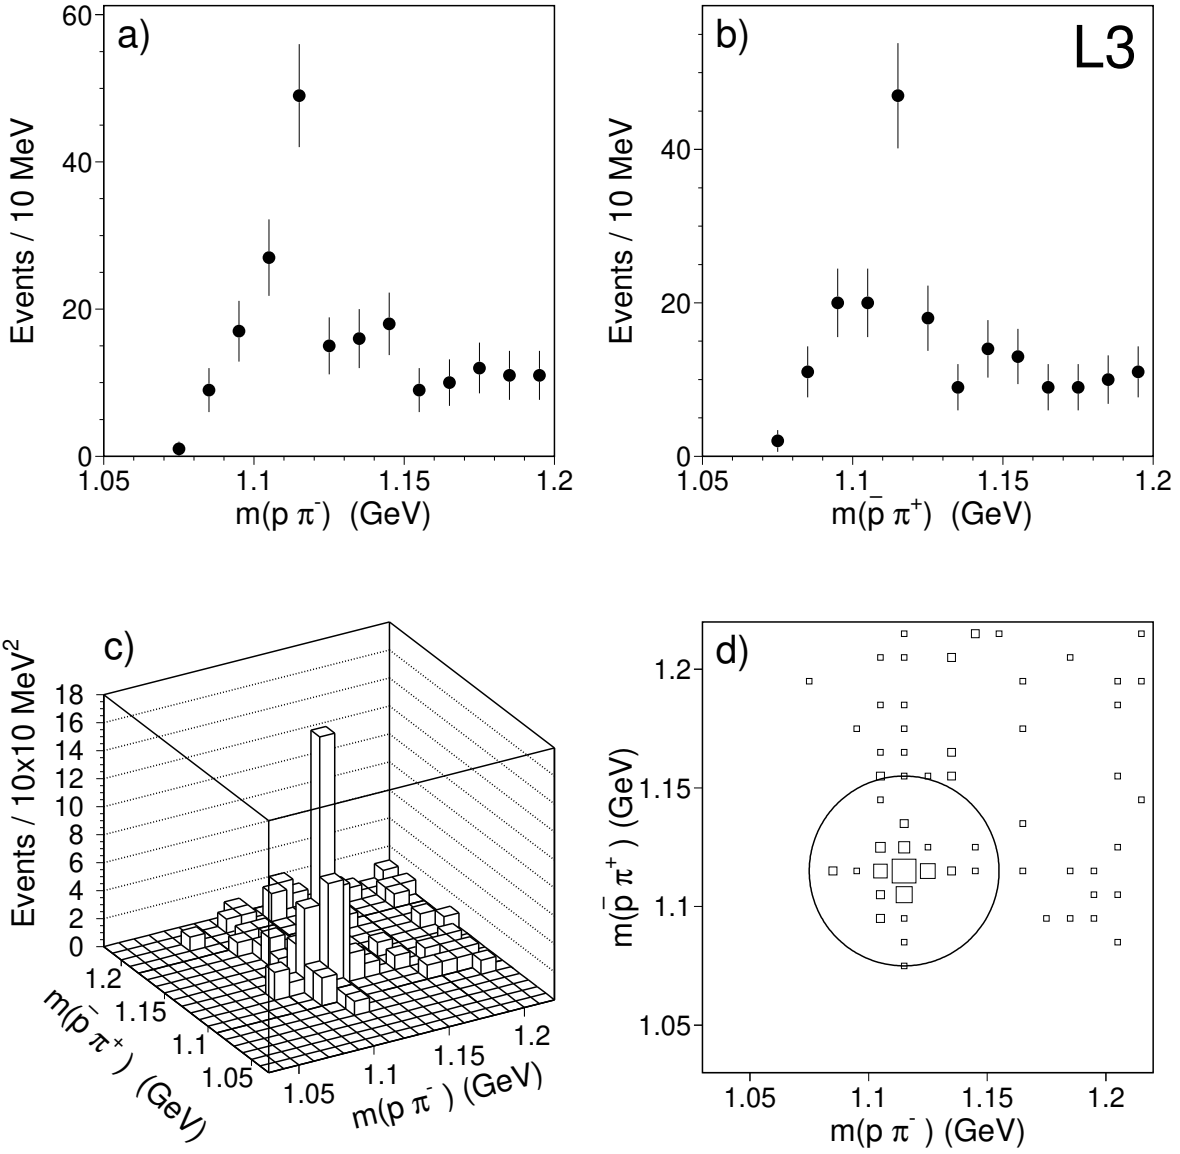 a)
Events / 10 MeV
60
40
20
0
1.05
1.1
1.15
1.2
m(p π-) (GeV)
b)
L3
Events / 10 MeV
40
20
0
1.05
1.1
1.15
1.2
m(p̄ π+) (GeV)
c)
Events / 10x10 MeV2
18
16
14
12
10
8
6
4
2
0
1.2
1.15
1.1
1.05
m(p̄ π+) (GeV)
1.05
1.1
1.15
1.2
m(p π-) (GeV)
d)
m(p̄ π+) (GeV)
1.2
1.15
1.1
1.05
1.05
1.1
1.15
1.2
m(p π-) (GeV)